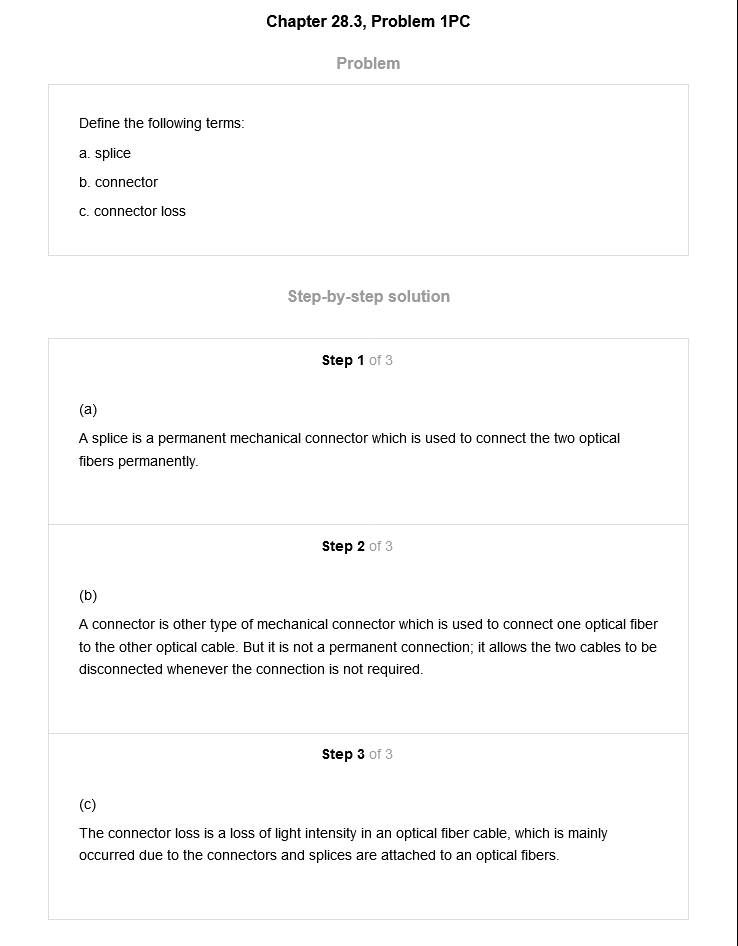 Chapter 28.3, Problem 1PC
Problem
Define the following terms:
a. splice
b. connector
c. connector loss
Step-by-step solution
Step 1 of 3
(a)
A splice is a permanent mechanical connector which is used to connect the two optical
fibers permanently.
Step 2 of 3
(b)
A connector is other type of mechanical connector which is used to connect one optical fiber
to the other optical cable. But it is not a permanent connection; it allows the two cables to be
disconnected whenever the connection is not required.
Step 3 of 3
(c)
The connector loss is a loss of light intensity in an optical fiber cable, which is mainly
occurred due to the connectors and splices are attached to an optical fibers.